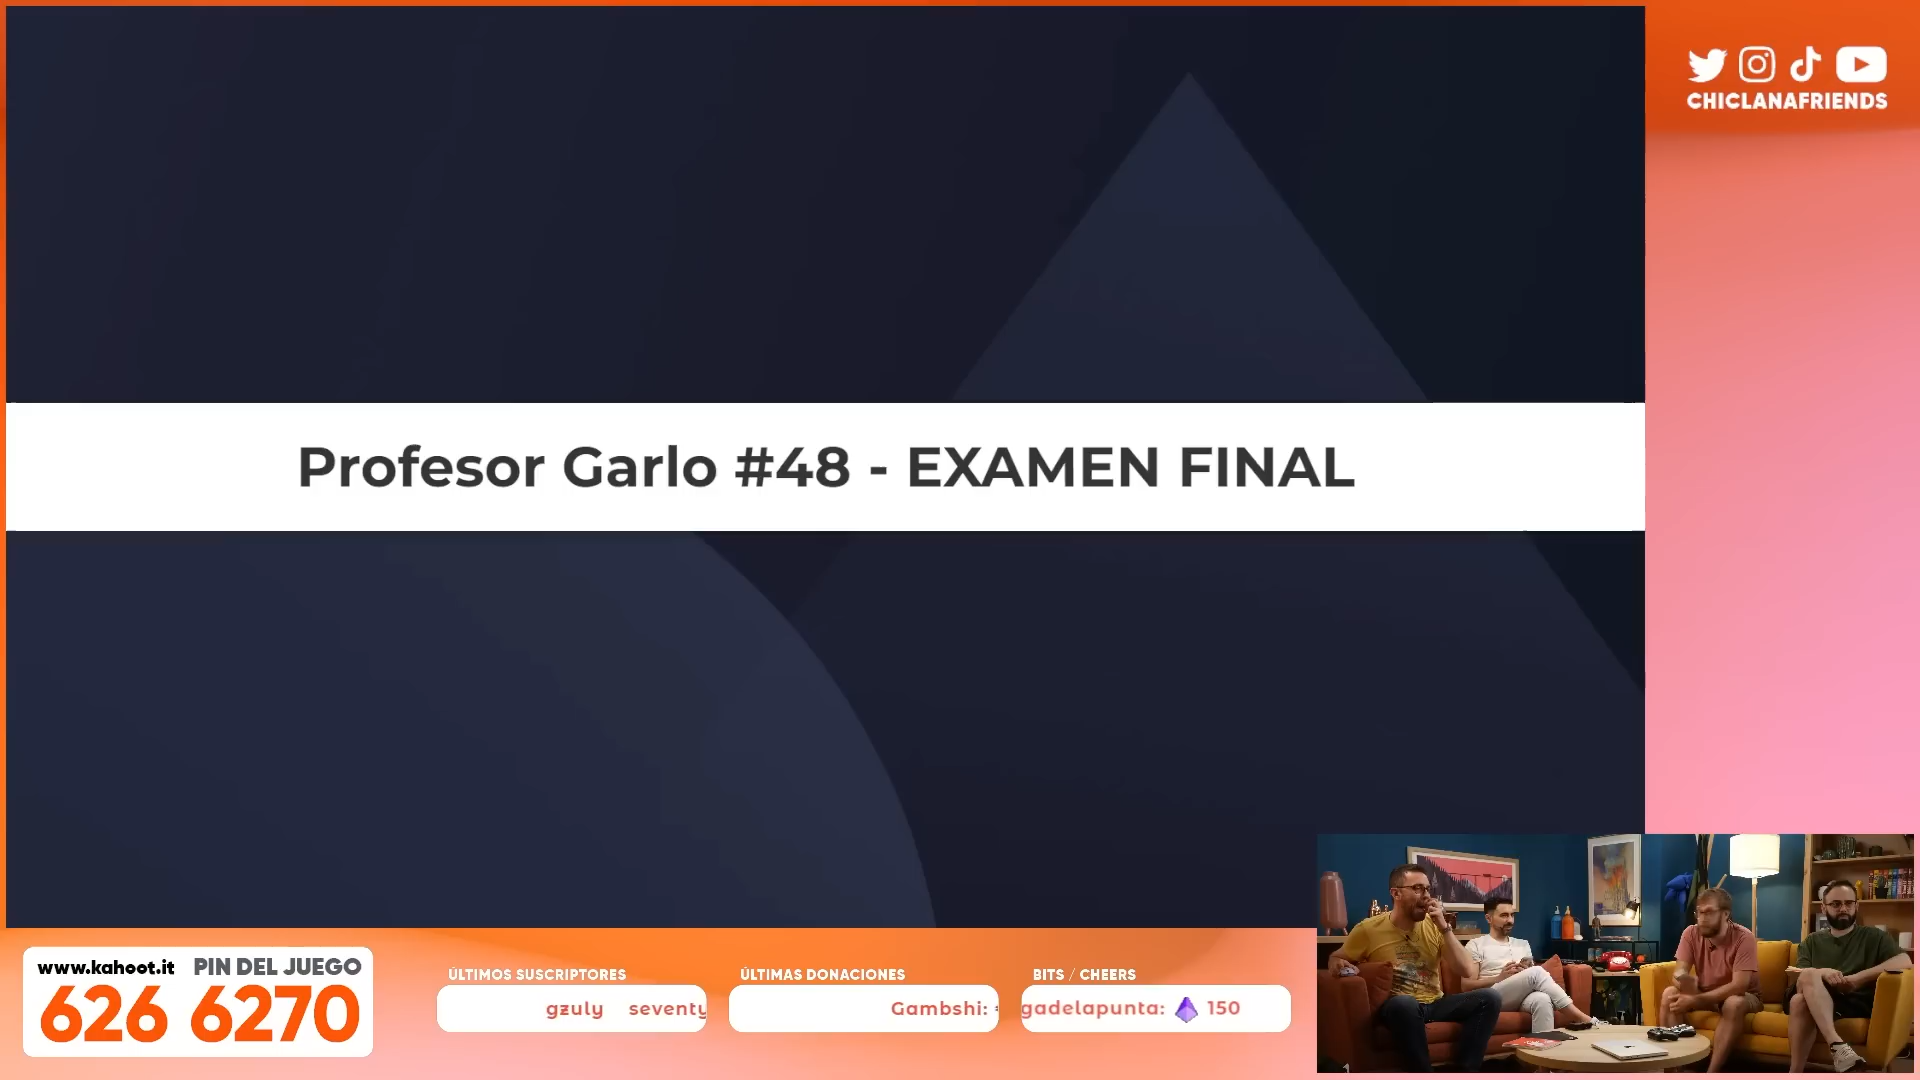 CHICLANAFRIENDS
Profesor Garlo #48 - EXAMEN FINAL
www.kahoot.it PIN DEL JUEGO
626 6270
ÚLTIMOS SUSCRIPTORES
gzuly seventy
ÚLTIMAS DONACIONES
Gambshi:
BITS / CHEERS
gadelapunta: 150